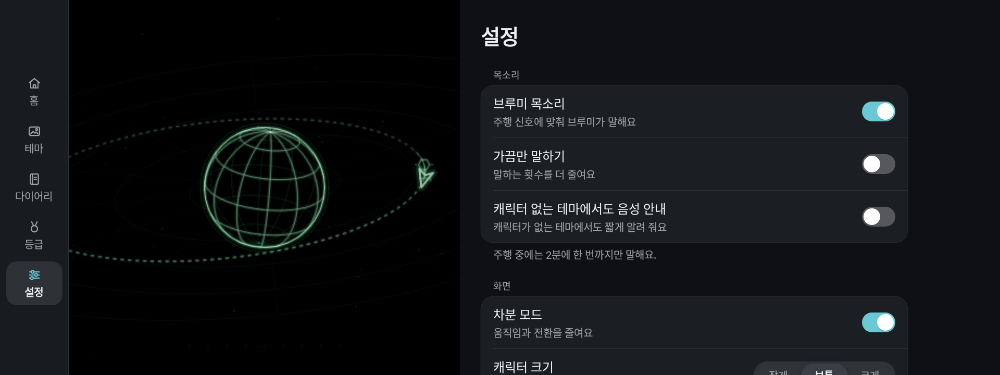 홈
테마
다이어리
등급
설정
설정
목소리
브루미 목소리
주행 신호에 맞춰 브루미가 말해요
가끔만 말하기
말하는 횟수를 더 줄여요
캐릭터 없는 테마에서도 음성 안내
캐릭터가 없는 테마에서도 짧게 알려 줘요
주행 중에는 2분에 한 번까지만 말해요.
화면
차분 모드
움직임과 전환을 줄여요
캐릭터 크기
작게 보통 크게